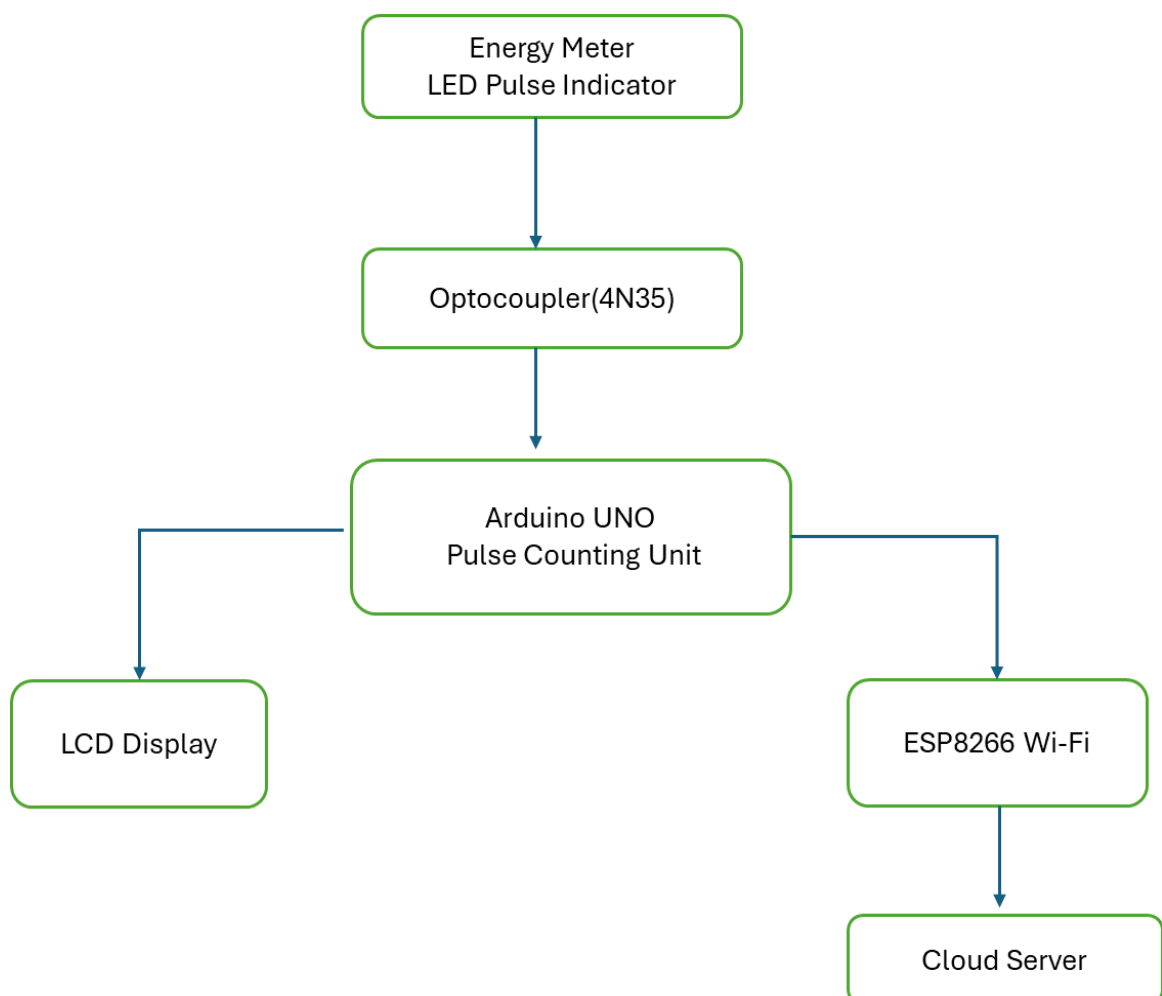 Energy Meter
LED Pulse Indicator
Optocoupler(4N35)
Arduino UNO
Pulse Counting Unit
LCD Display
ESP8266 Wi-Fi
Cloud Server